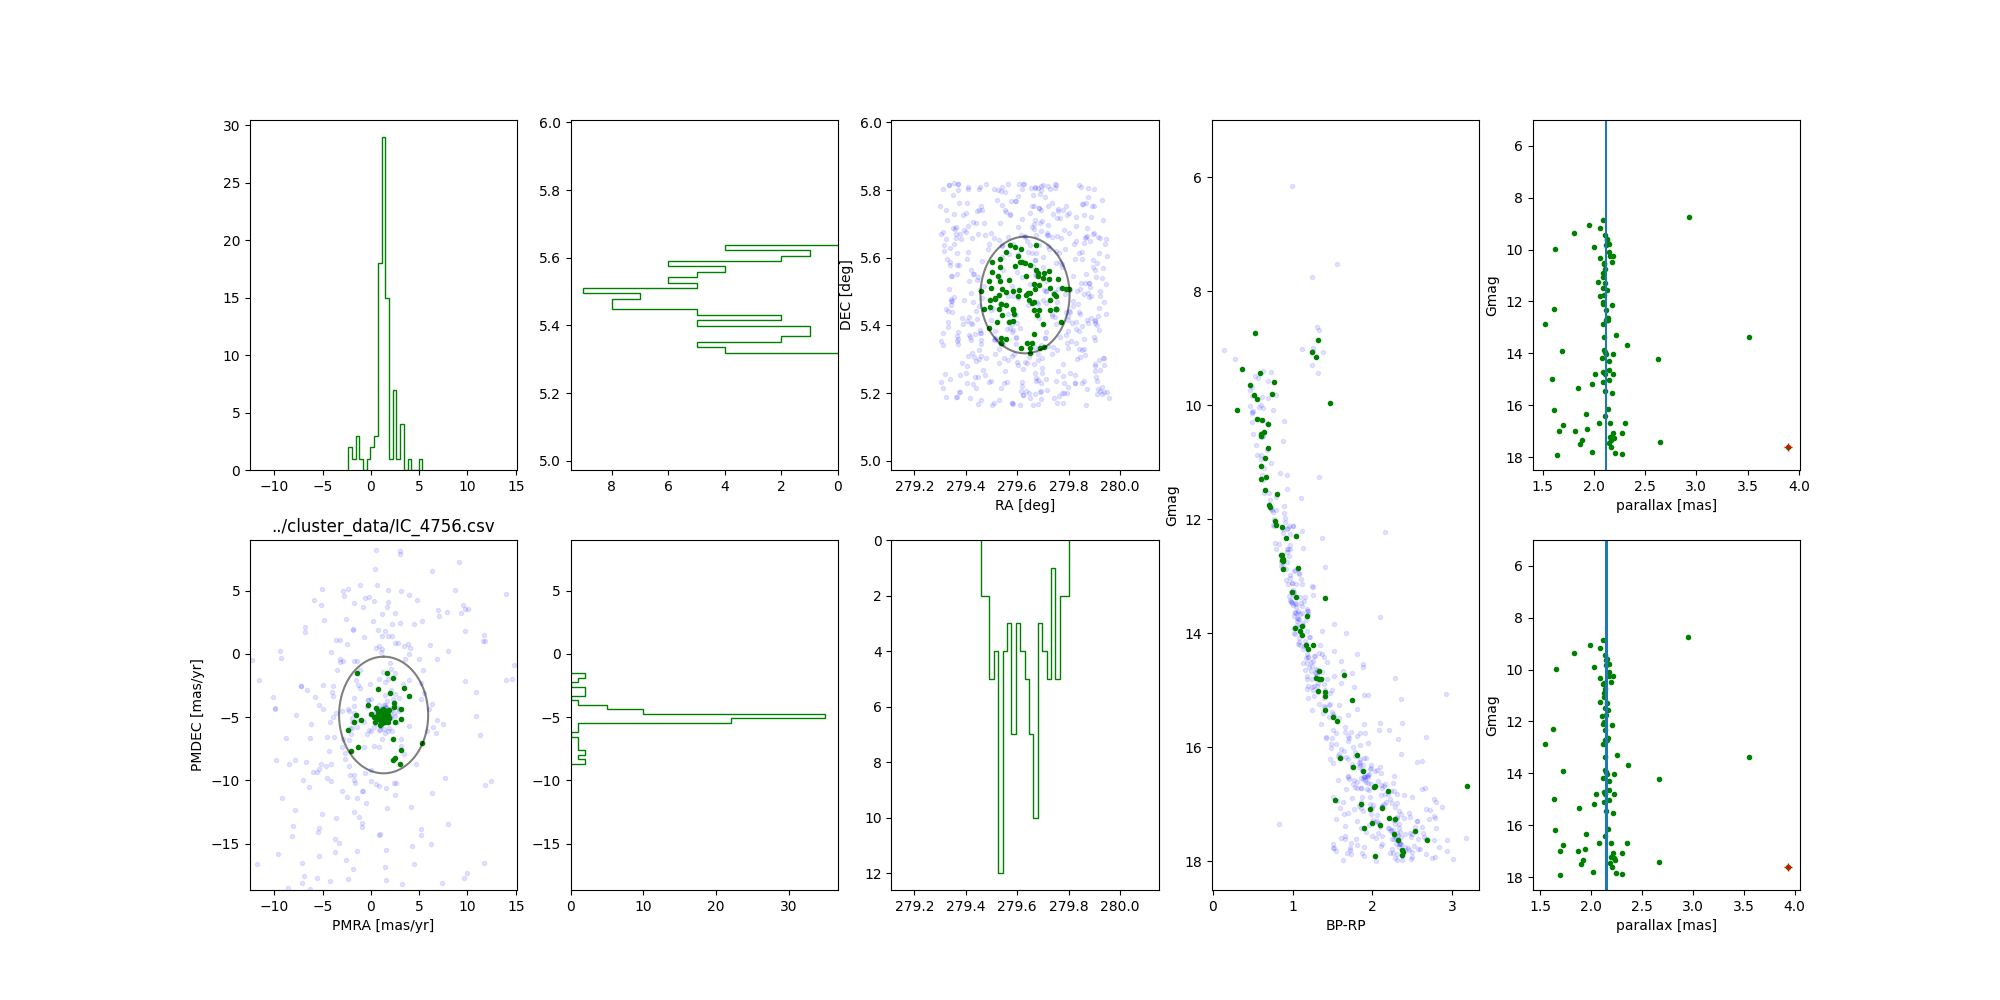 30
25
20
15
10
5
0
−10 −5 0 5 10 15
6.0
5.8
5.6
5.4
5.2
5.0
8 6 4 2 0
DEC [deg]
6.0
5.8
5.6
5.4
5.2
5.0
279.2 279.4 279.6 279.8 280.0
RA [deg]
Gmag
6
8
10
12
14
16
18
0 1 2 3
BP-RP
Gmag
6
8
10
12
14
16
18
1.5 2.0 2.5 3.0 3.5 4.0
parallax [mas]
../cluster_data/IC_4756.csv
PMDEC [mas/yr]
5
0
−5
−10
−15
−10 −5 0 5 10 15
PMRA [mas/yr]
5
0
−5
−10
−15
0 10 20 30
0
2
4
6
8
10
12
279.2 279.4 279.6 279.8 280.0
Gmag
6
8
10
12
14
16
18
1.5 2.0 2.5 3.0 3.5 4.0
parallax [mas]